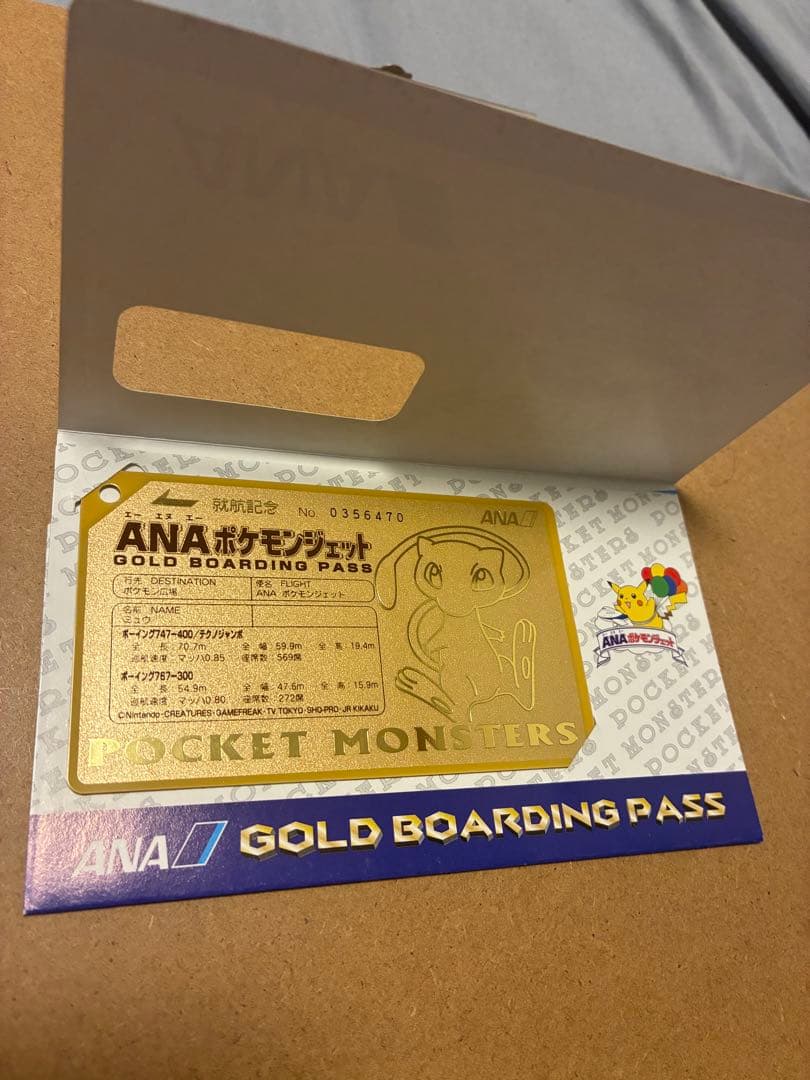 就航記念 No. 0356470 ANA
エー エヌ エー
ANAポケモンジェット
GOLD BOARDING PASS
行先 DESTINATION
ポケモン広場
便名 FLIGHT
ANA ポケモンジェット
名前 NAME
ミュウ
ボーイング747-400/テクノジャンボ
全 長:70.7m 全 幅:59.9m 全 高:19.4m
巡航速度:マッハ0.85 座席数:569席
ボーイング767-300
全 長:54.9m 全 幅:47.6m 全 高:15.9m
巡航速度:マッハ0.80 座席数:272席
©Nintendo・CREATURES・GAMEFREAK・TV TOKYO・SHO-PRO・JR KIKAKU
POCKET MONSTERS
ANAポケモンジェット
POCKET MONSTERS
ANA GOLD BOARDING PASS